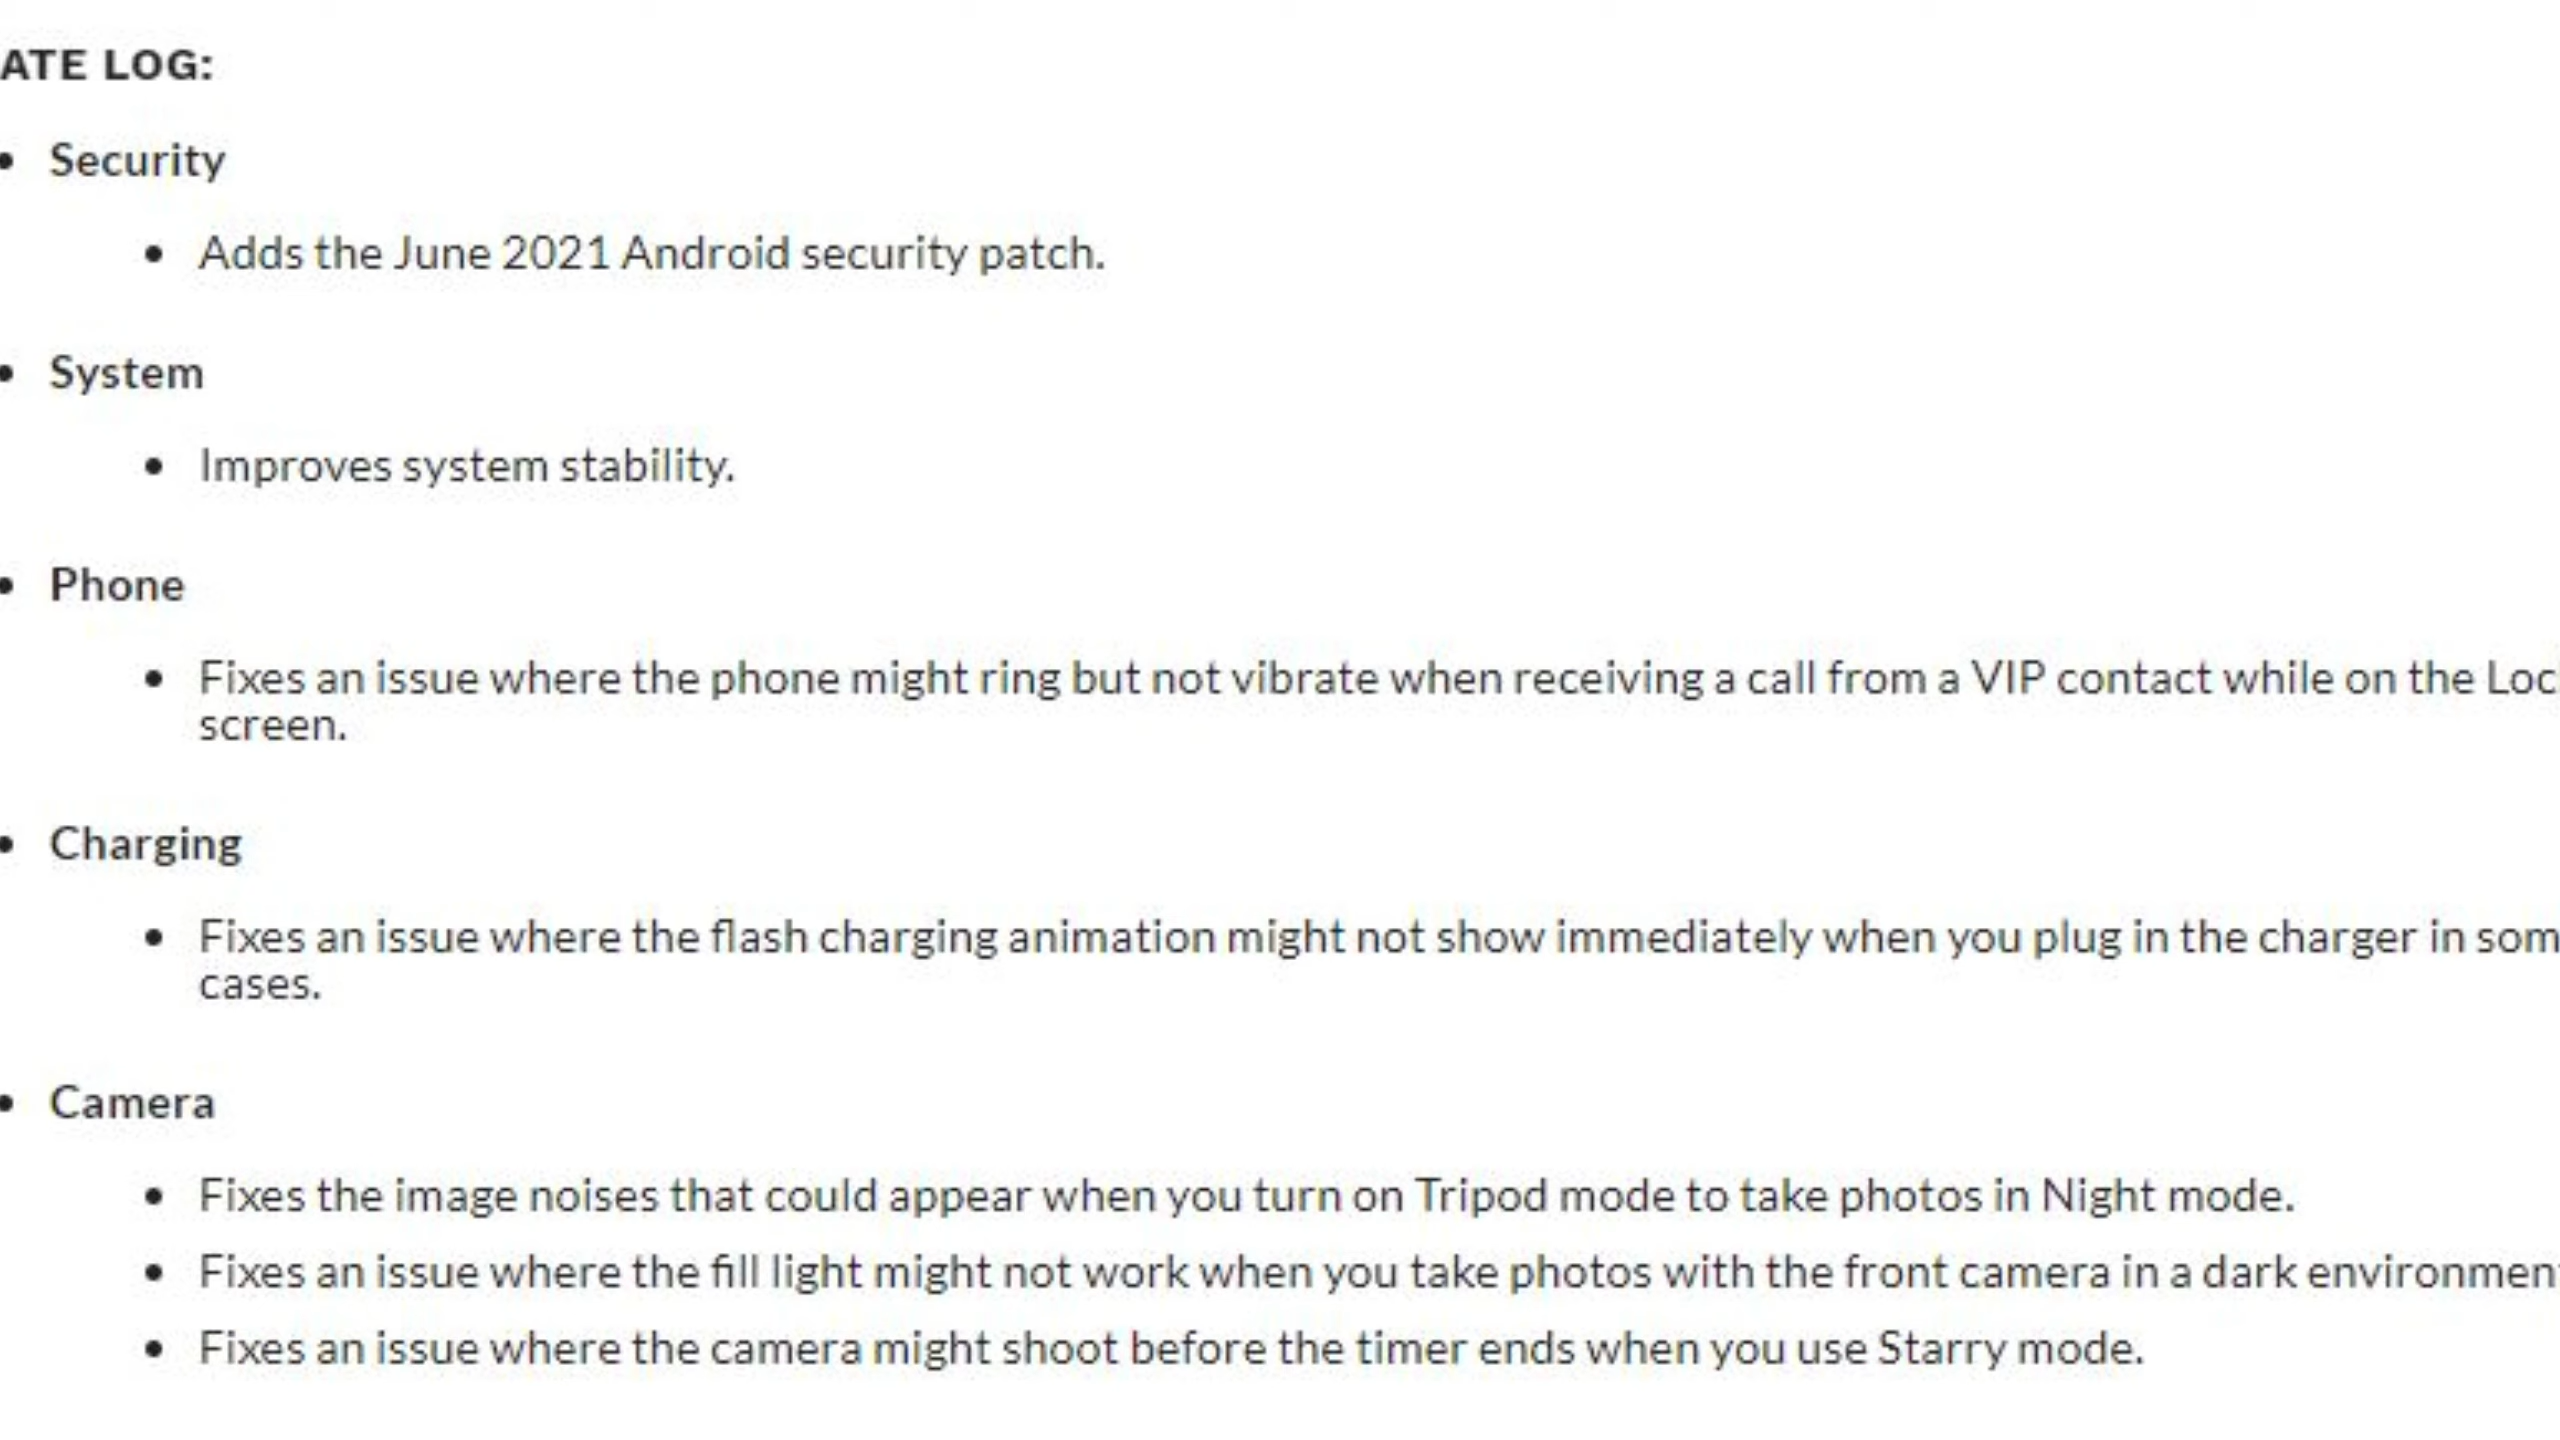 ATE LOG:
• Security
• Adds the June 2021 Android security patch.
• System
• Improves system stability.
• Phone
• Fixes an issue where the phone might ring but not vibrate when receiving a call from a VIP contact while on the Loc
screen.
• Charging
• Fixes an issue where the flash charging animation might not show immediately when you plug in the charger in som
cases.
• Camera
• Fixes the image noises that could appear when you turn on Tripod mode to take photos in Night mode.
• Fixes an issue where the fill light might not work when you take photos with the front camera in a dark environment
• Fixes an issue where the camera might shoot before the timer ends when you use Starry mode.